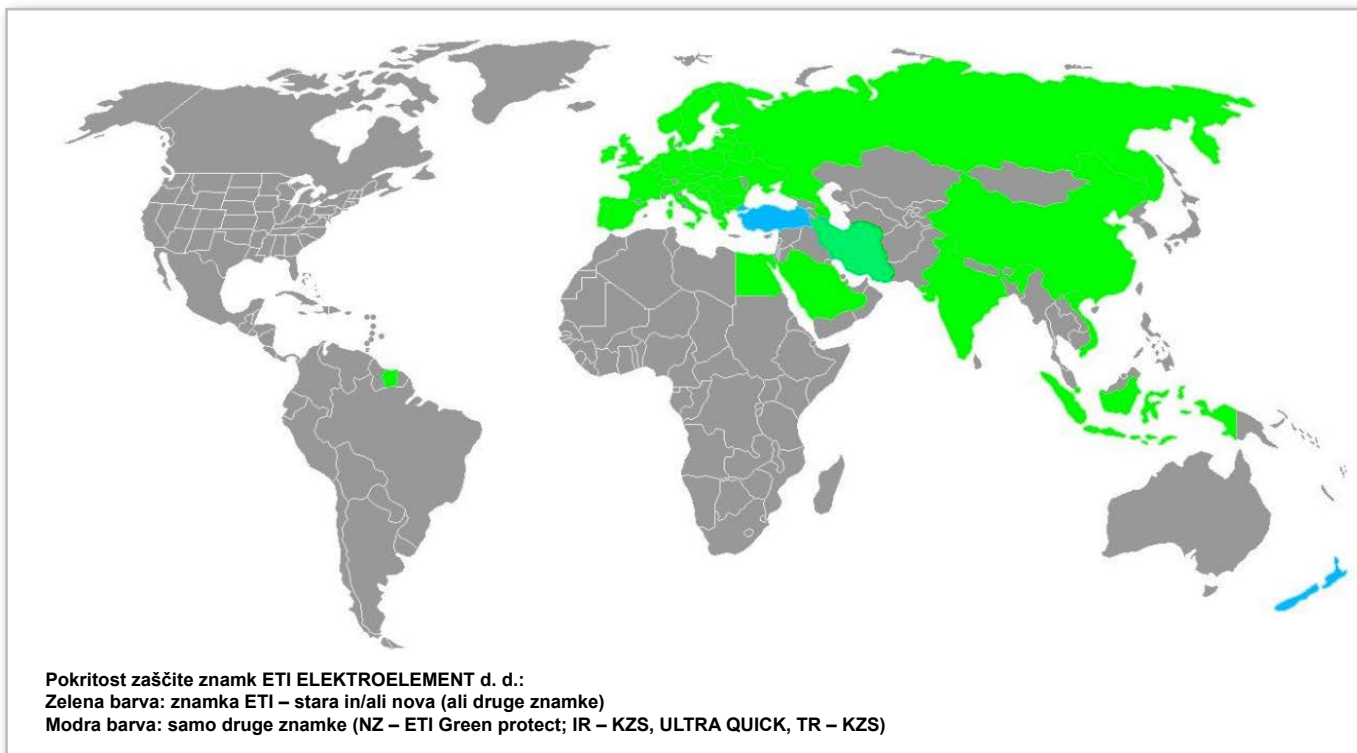 Pokritost zaščite znamk ETI ELEKTROELEMENT d. d.:
Zelena barva: znamka ETI – stara in/ali nova (ali druge znamke)
Modra barva: samo druge znamke (NZ – ETI Green protect; IR – KZS, ULTRA QUICK, TR – KZS)